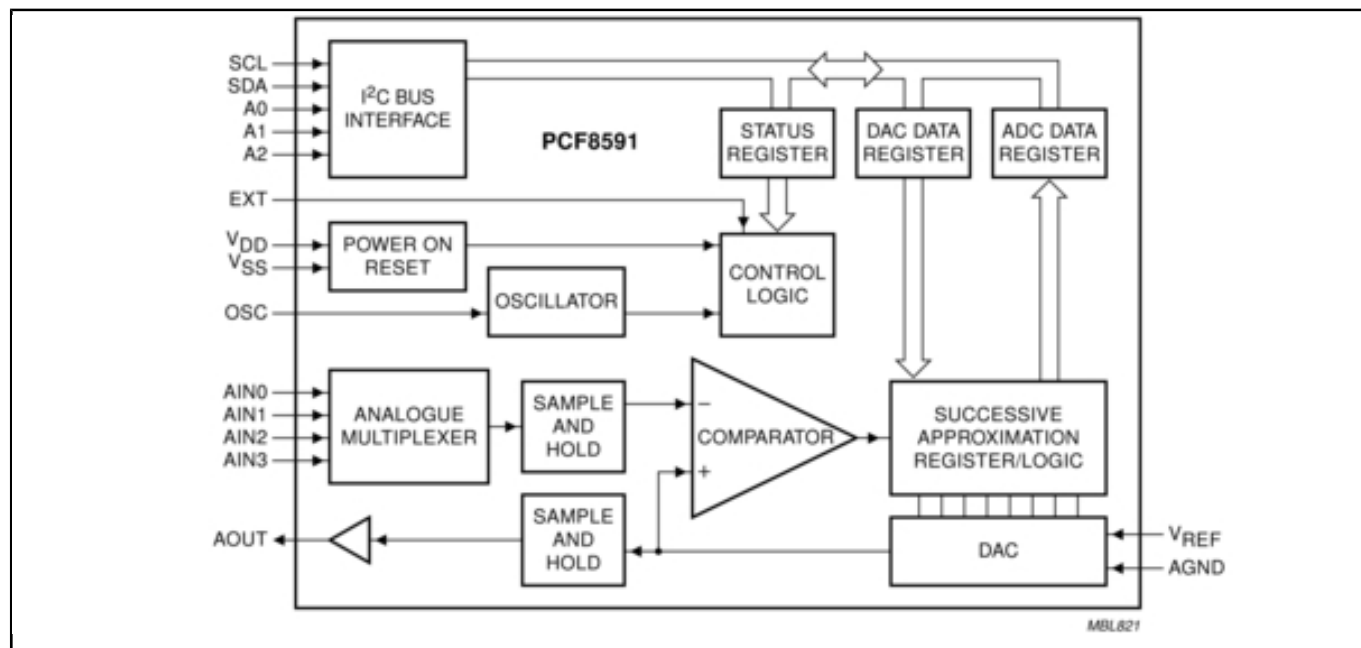 SCL
SDA
A0
A1
A2
I²C BUS
INTERFACE
PCF8591
STATUS
REGISTER
DAC DATA
REGISTER
ADC DATA
REGISTER
EXT
VDD
VSS
POWER ON
RESET
OSC
OSCILLATOR
CONTROL
LOGIC
AIN0
AIN1
AIN2
AIN3
ANALOGUE
MULTIPLEXER
SAMPLE
AND
HOLD
−
COMPARATOR
+
SUCCESSIVE
APPROXIMATION
REGISTER/LOGIC
AOUT
SAMPLE
AND
HOLD
DAC
VREF
AGND
MBL821